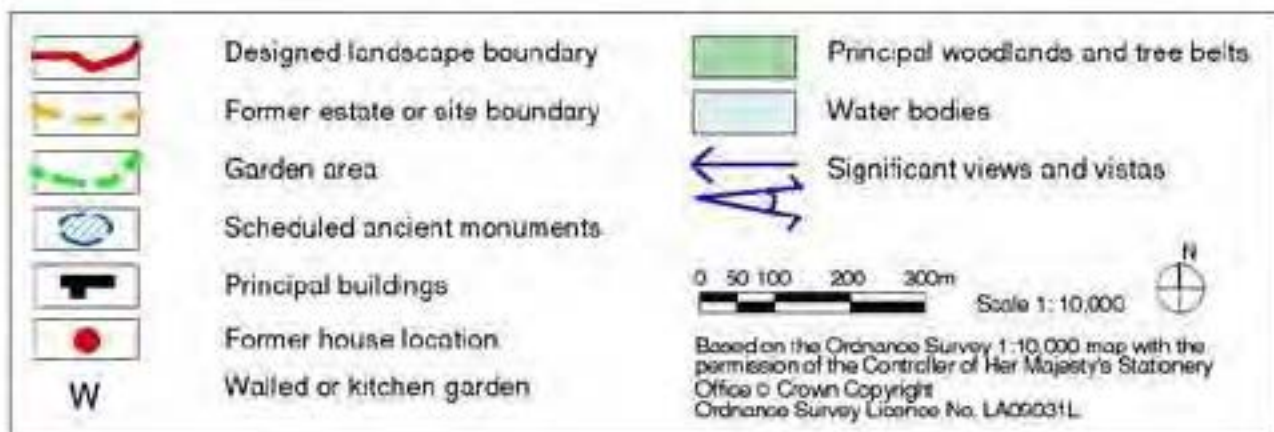 Designed landscape boundary
Former estate or site boundary
Garden area
Scheduled ancient monuments
Principal buildings
Former house location
W Walled or kitchen garden
Principal woodlands and tree belts
Water bodies
Significant views and vistas
N
0 50 100 200 300m
Scale 1: 10,000
Based on the Ordnance Survey 1:10,000 map with the
permission of the Controller of Her Majesty's Stationery
Office © Crown Copyright
Ordnance Survey Licence No. LA09031L